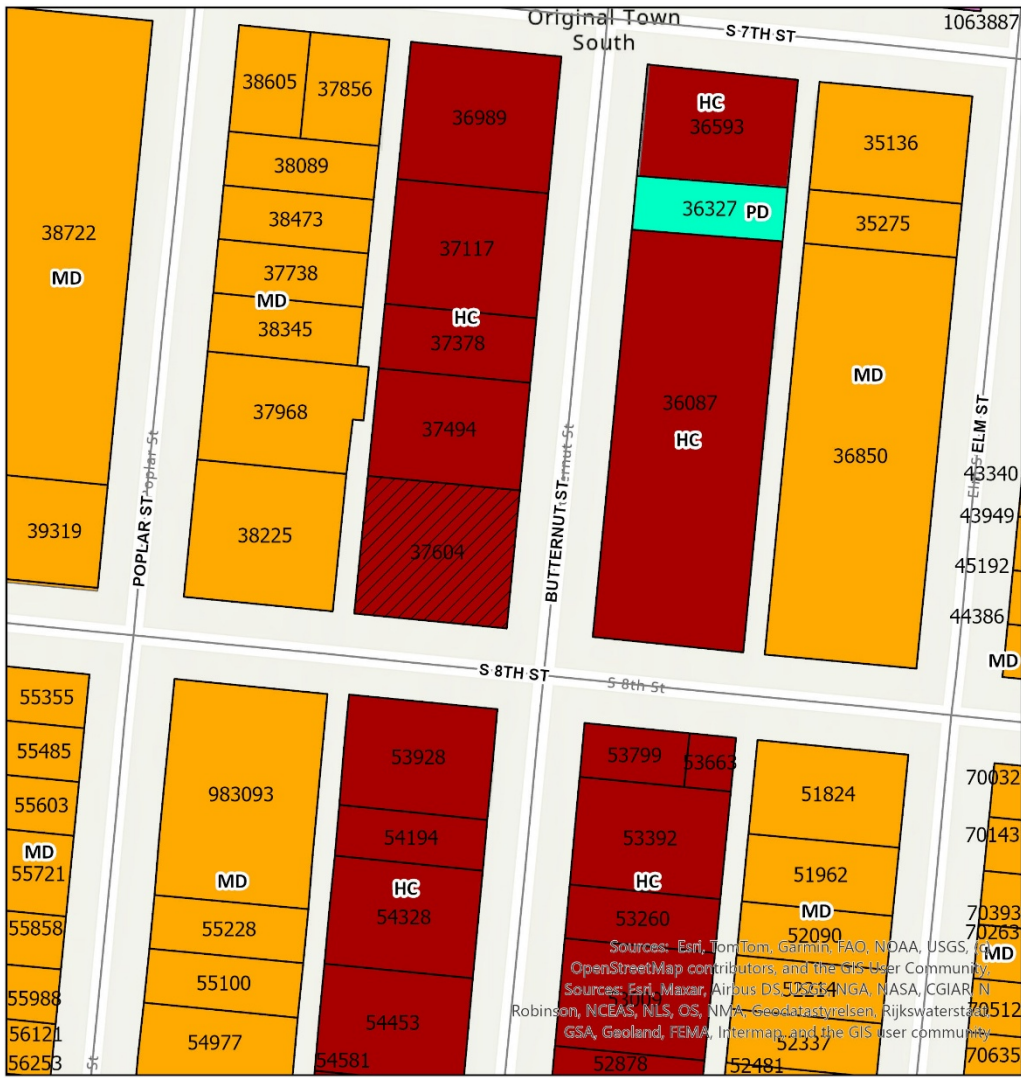 Original Town
South
S 7TH ST
1063887
38605
37856
36989
HC
36593
35136
38089
36327 PD
35275
38473
38722
37117
MD
37738
MD
38345
HC
37378
MD
36087
HC
37968
37494
36850
ELM ST
Poplar St
43340
43949
39319
38225
37604
POPLAR ST
BUTTERNUT ST
45192
44386
MD
S 8TH ST
S 8th St
55355
53928
53799
53663
55485
983093
51824
70032
55603
54194
53392
70143
MD
55721
MD
HC
54328
HC
51962
MD
55858
55228
53260
52090
70393
70263
MD
55988
55100
54453
53009
52214
70512
56121
54977
52337
70635
56253
St
54581
52878
52481
Sources: Esri, TomTom, Garmin, FAO, NOAA, USGS, (c)
OpenStreetMap contributors, and the GIS User Community,
Sources: Esri, Maxar, Airbus DS, USGS, NGA, NASA, CGIAR, N
Robinson, NCEAS, NLS, OS, NMA, Geodatastyrelsen, Rijkswaterstaat,
GSA, Geoland, FEMA, Intermap, and the GIS user community